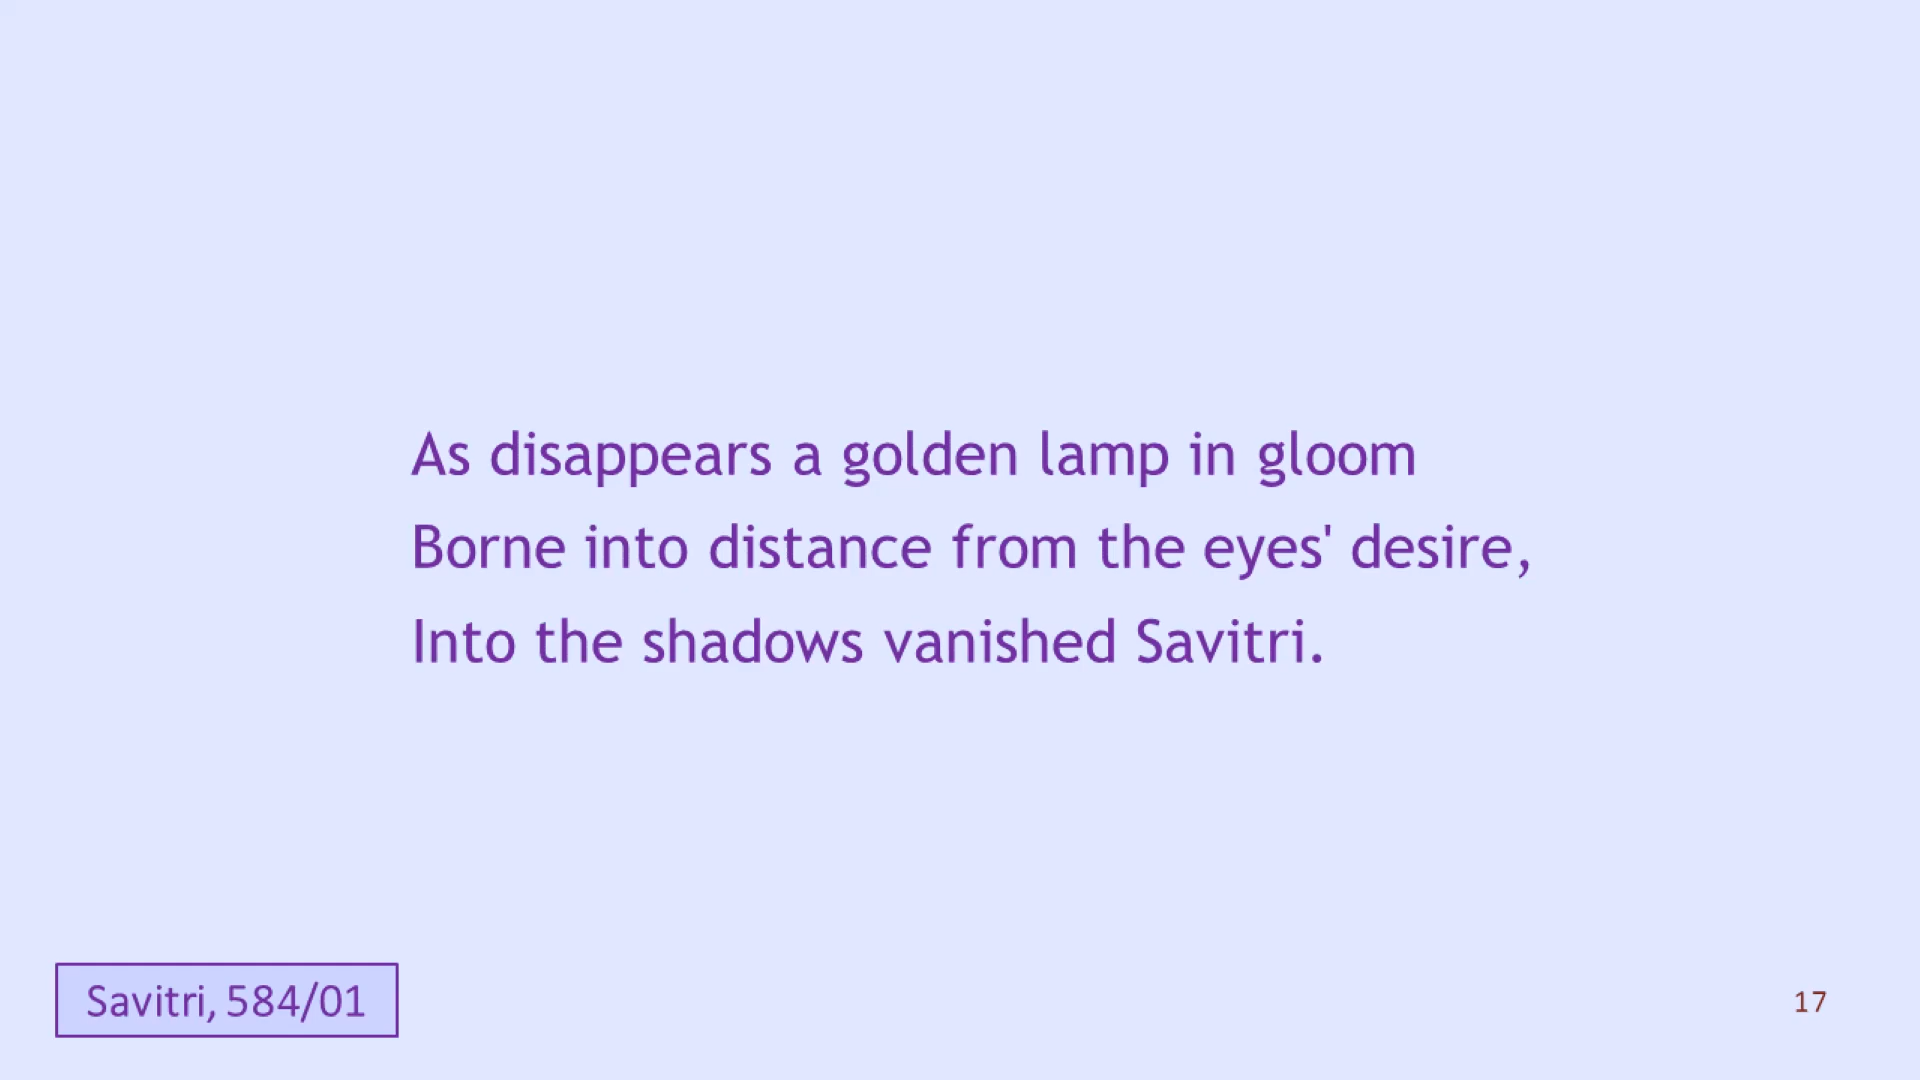 As disappears a golden lamp in gloom
Borne into distance from the eyes' desire,
Into the shadows vanished Savitri.
Savitri, 584/01
17